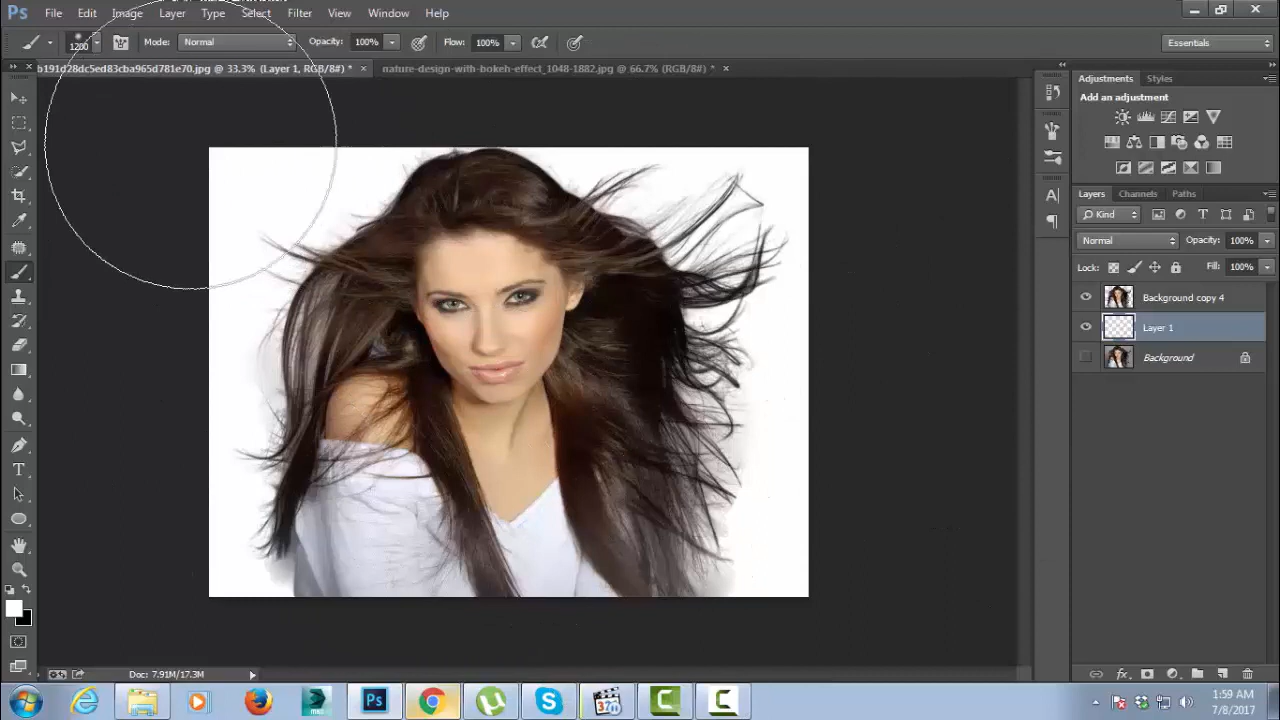 Ps File Edit Image Layer Type Select Filter View Window Help
1200 Mode: Normal Opacity: 100% Flow: 100% Essentials
b191d28dc5ed83cba965d781e70.jpg @ 33.3% (Layer 1, RGB/8#) * × nature-design-with-bokeh-effect_1048-1882.jpg @ 66.7% (RGB/8#) * ×
Adjustments Styles
Add an adjustment
Layers Channels Paths
Kind
Normal Opacity: 100%
Lock: Fill: 100%
Background copy 4
Layer 1
Background
Doc: 7.91M/17.3M
1:59 AM
7/8/2017